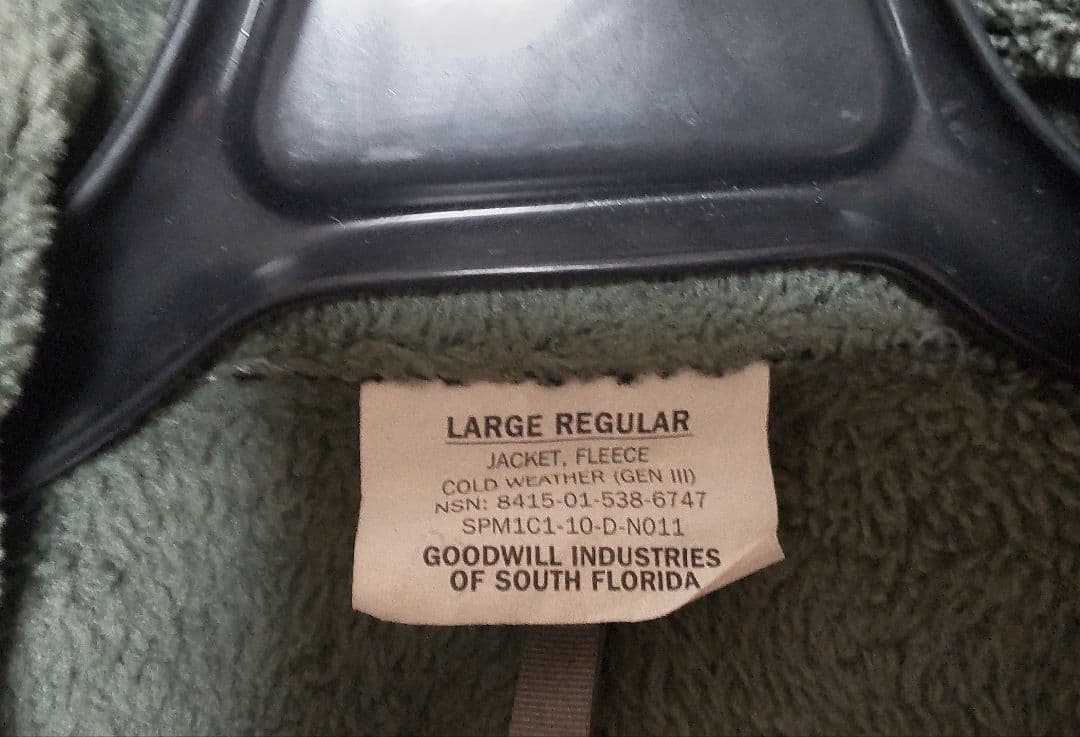 LARGE REGULAR
JACKET, FLEECE
COLD WEATHER (GEN III)
NSN: 8415-01-538-6747
SPM1C1-10-D-N011
GOODWILL INDUSTRIES
OF SOUTH FLORIDA